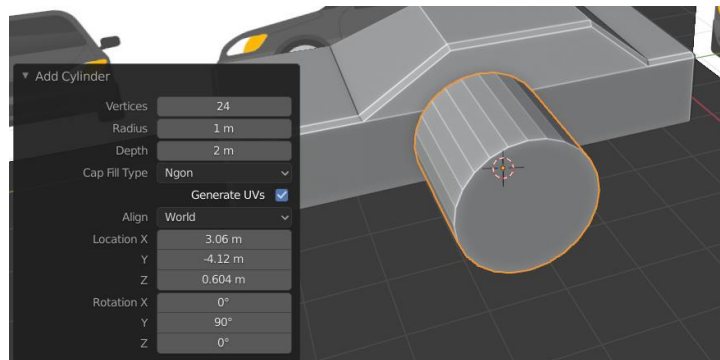 Add Cylinder
Vertices 24
Radius 1 m
Depth 2 m
Cap Fill Type Ngon
Generate UVs
Align World
Location X 3.06 m
Y -4.12 m
Z 0.604 m
Rotation X 0°
Y 90°
Z 0°